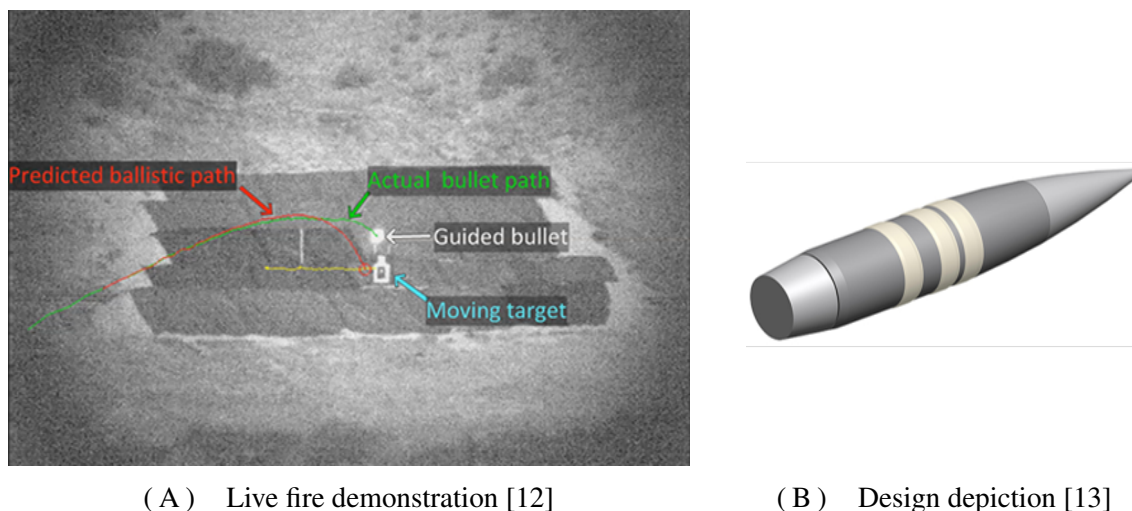 Predicted ballistic path
Actual bullet path
Guided bullet
Moving target
( A ) Live fire demonstration [12]
( B ) Design depiction [13]